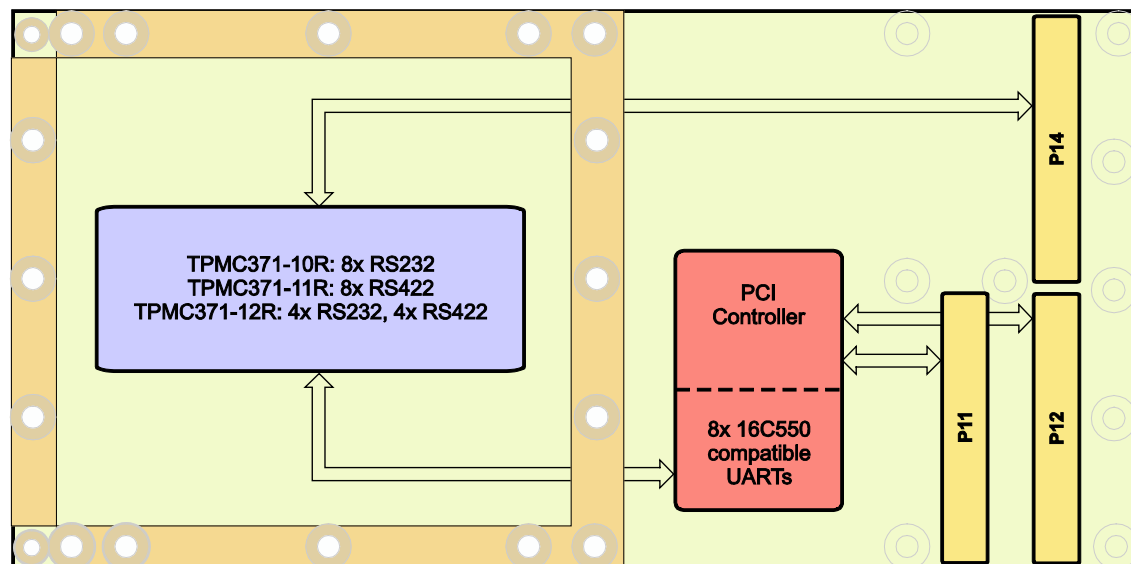 P14
TPMC371-10R: 8x RS232
TPMC371-11R: 8x RS422
TPMC371-12R: 4x RS232, 4x RS422
PCI
Controller
8x 16C550
compatible
UARTs
P11
P12